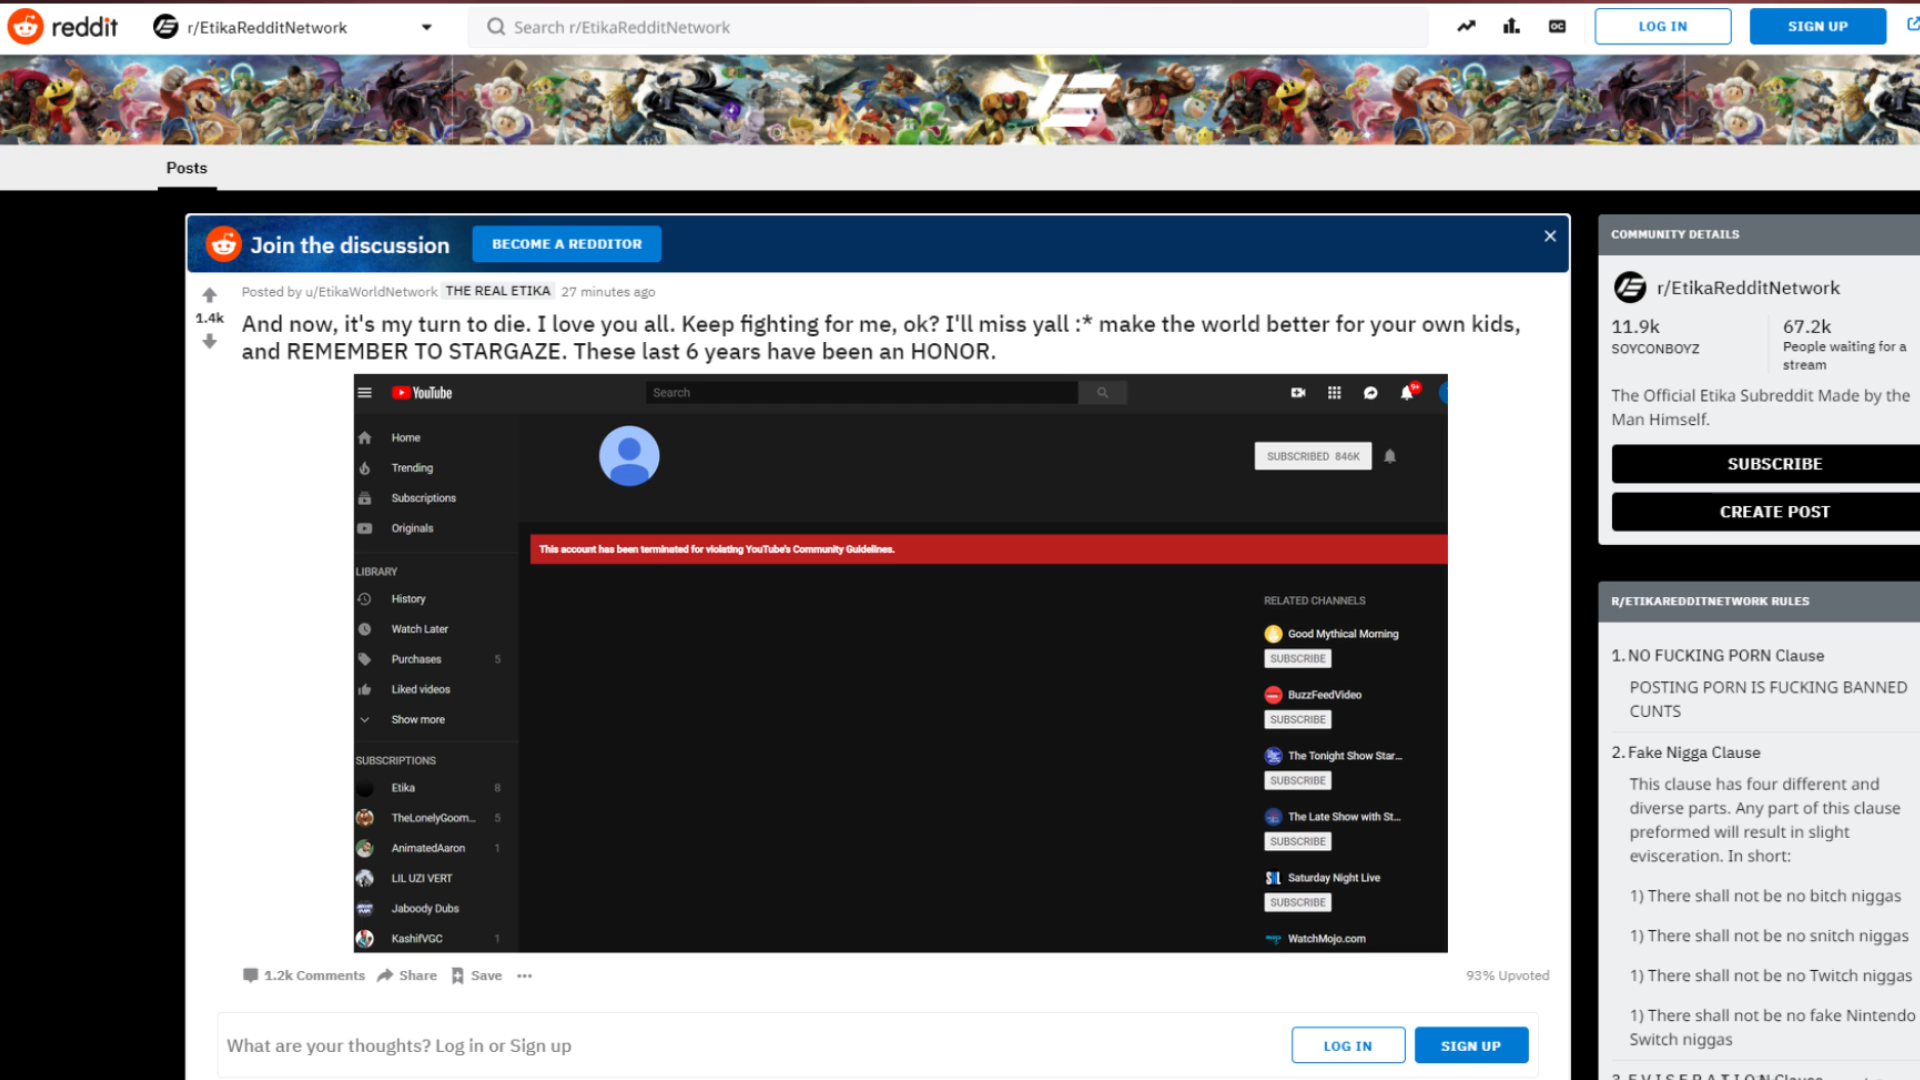 reddit
r/EtikaRedditNetwork
Search r/EtikaRedditNetwork
OC
LOG IN
SIGN UP
Posts
Join the discussion
BECOME A REDDITOR
1.4k
Posted by u/EtikaWorldNetwork THE REAL ETIKA 27 minutes ago
And now, it's my turn to die. I love you all. Keep fighting for me, ok? I'll miss yall :* make the world better for your own kids,
and REMEMBER TO STARGAZE. These last 6 years have been an HONOR.
YouTube
Search
9+
Home
Trending
Subscriptions
Originals
LIBRARY
History
Watch Later
Purchases 5
Liked videos
Show more
SUBSCRIPTIONS
Etika 8
TheLonelyGoom... 5
AnimatedAaron 1
LIL UZI VERT
Jaboody Dubs
KashifVGC 1
SUBSCRIBED 846K
This account has been terminated for violating YouTube's Community Guidelines.
RELATED CHANNELS
Good Mythical Morning
SUBSCRIBE
BuzzFeedVideo
SUBSCRIBE
The Tonight Show Star...
SUBSCRIBE
The Late Show with St...
SUBSCRIBE
Saturday Night Live
SUBSCRIBE
WatchMojo.com
1.2k Comments Share Save ...
93% Upvoted
What are your thoughts? Log in or Sign up
LOG IN
SIGN UP
COMMUNITY DETAILS
r/EtikaRedditNetwork
11.9k
SOYCONBOYZ
67.2k
People waiting for a
stream
The Official Etika Subreddit Made by the
Man Himself.
SUBSCRIBE
CREATE POST
R/ETIKAREDDITNETWORK RULES
1. NO FUCKING PORN Clause
POSTING PORN IS FUCKING BANNED
CUNTS
2. Fake Nigga Clause
This clause has four different and
diverse parts. Any part of this clause
preformed will result in slight
evisceration. In short:
1) There shall not be no bitch niggas
1) There shall not be no snitch niggas
1) There shall not be no Twitch niggas
1) There shall not be no fake Nintendo
Switch niggas
3. E V I S E R A T I O N Clause